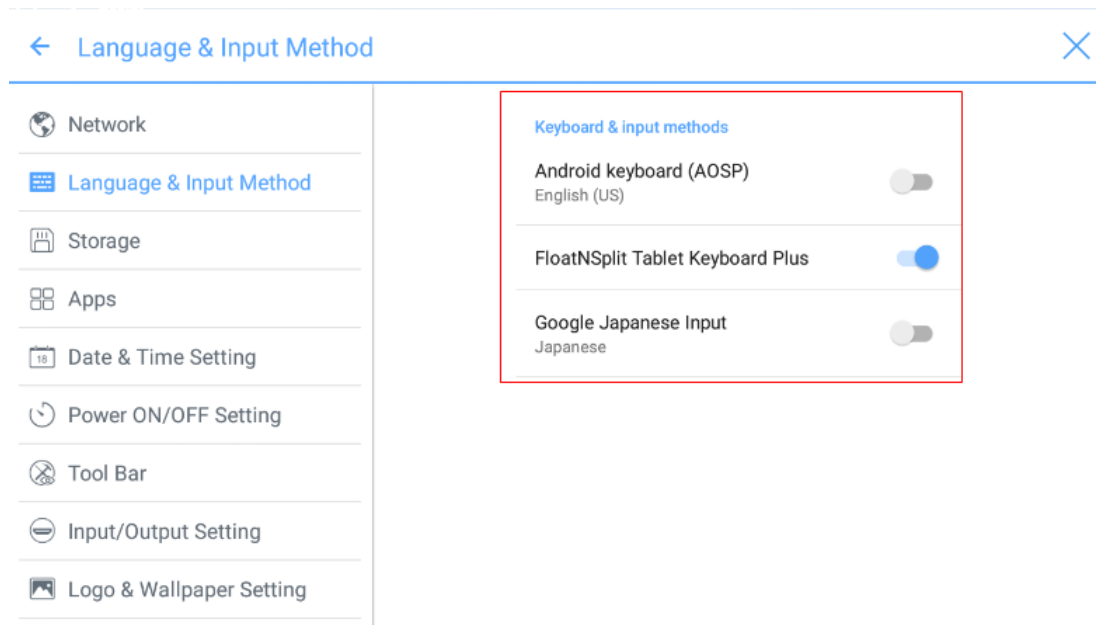 Language & Input Method
Network
Language & Input Method
Storage
Apps
18
Date & Time Setting
Power ON/OFF Setting
Tool Bar
Input/Output Setting
Logo & Wallpaper Setting
Keyboard & input methods
Android keyboard (AOSP)
English (US)
FloatNSplit Tablet Keyboard Plus
Google Japanese Input
Japanese